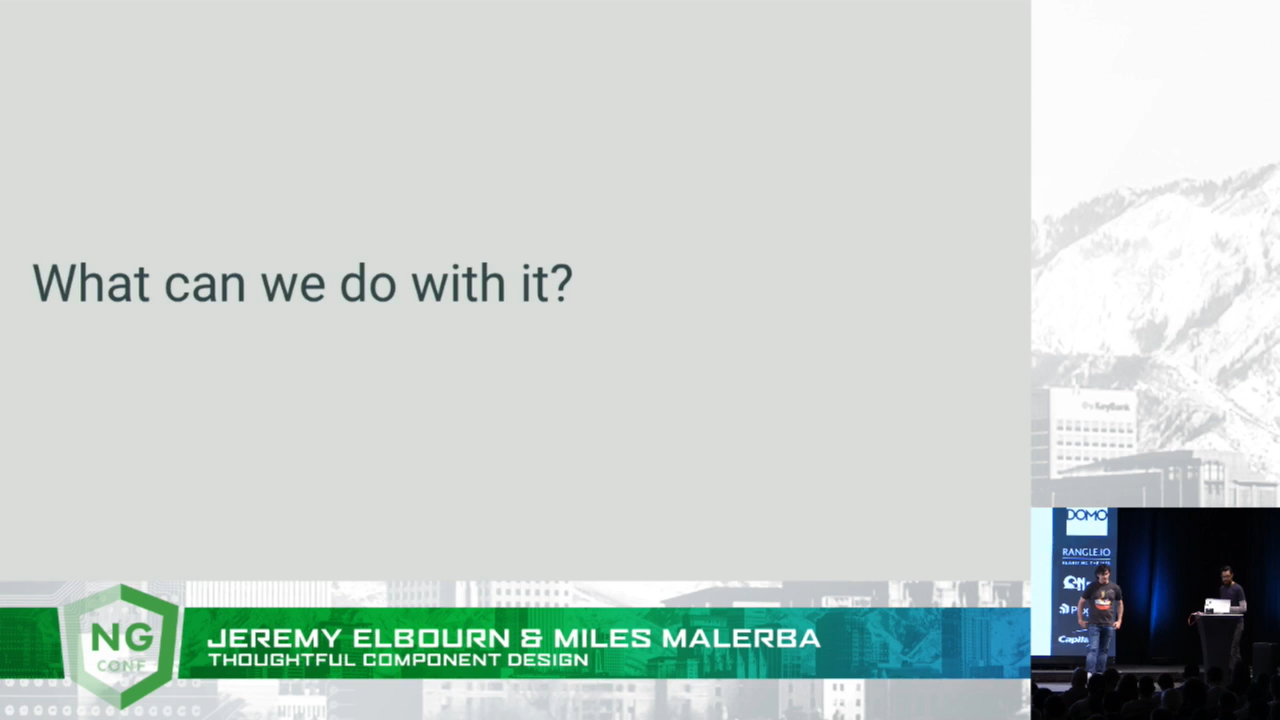 What can we do with it?
KeyBank
DOMO
RANGLE.IO
NG
CONF
JEREMY ELBOURN & MILES MALERBA
THOUGHTFUL COMPONENT DESIGN